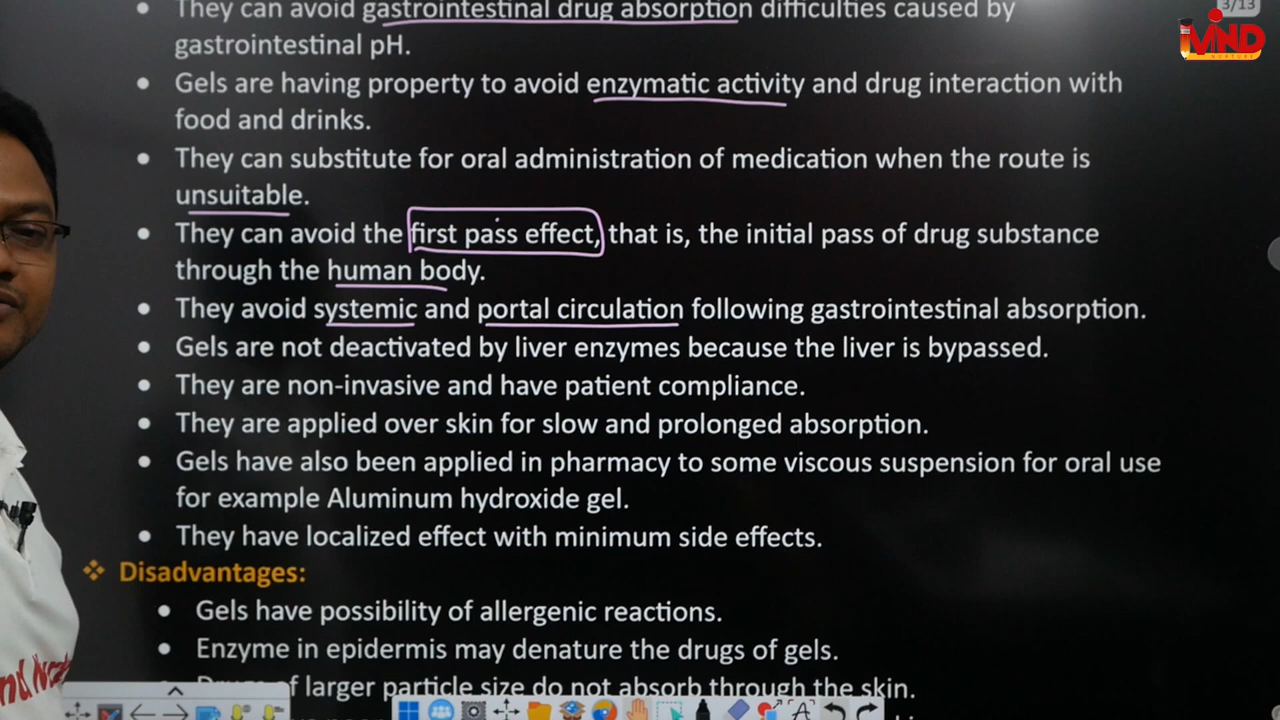 They can avoid gastrointestinal drug absorption difficulties caused by
3/13
MIND
NURTURE
gastrointestinal pH.
Gels are having property to avoid enzymatic activity and drug interaction with
food and drinks.
They can substitute for oral administration of medication when the route is
unsuitable.
They can avoid the first pass effect, that is, the initial pass of drug substance
through the human body.
They avoid systemic and portal circulation following gastrointestinal absorption.
Gels are not deactivated by liver enzymes because the liver is bypassed.
They are non-invasive and have patient compliance.
They are applied over skin for slow and prolonged absorption.
Gels have also been applied in pharmacy to some viscous suspension for oral use
for example Aluminum hydroxide gel.
They have localized effect with minimum side effects.
Disadvantages:
Gels have possibility of allergenic reactions.
Enzyme in epidermis may denature the drugs of gels.
Drugs of larger particle size do not absorb through the skin.